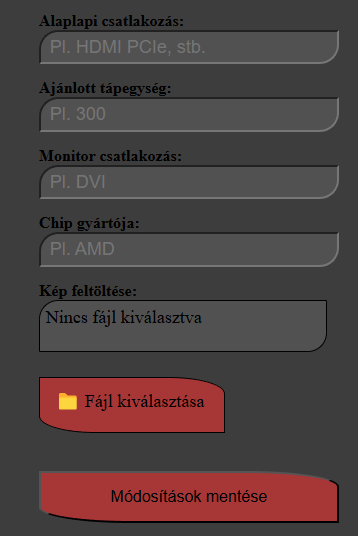 Alaplapi csatlakozás:
Pl. HDMI PCIe, stb.
Ajánlott tápegység:
Pl. 300
Monitor csatlakozás:
Pl. DVI
Chip gyártója:
Pl. AMD
Kép feltöltése:
Nincs fájl kiválasztva
Fájl kiválasztása
Módosítások mentése